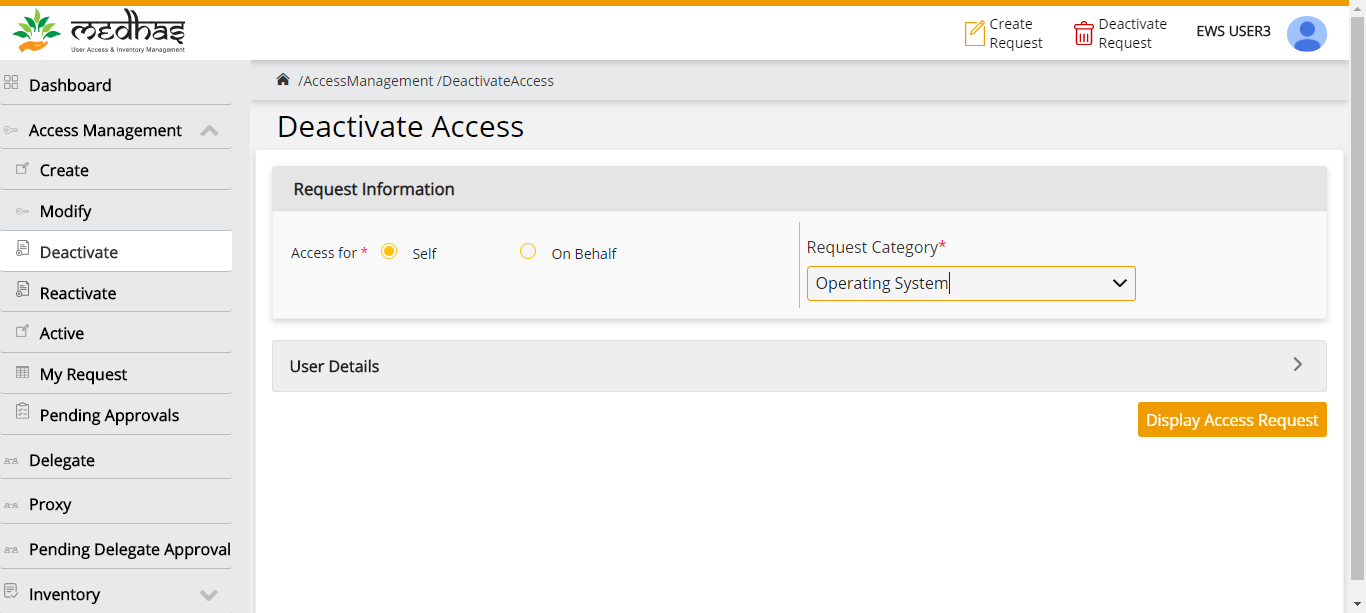 medhas
User Access & Inventory Management
Create
Request
Deactivate
Request
EWS USER3
Dashboard
Access Management
Create
Modify
Deactivate
Reactivate
Active
My Request
Pending Approvals
Delegate
Proxy
Pending Delegate Approval
Inventory
/AccessManagement /DeactivateAccess
Deactivate Access
Request Information
Access for *
Self
On Behalf
Request Category*
Operating System
User Details
Display Access Request